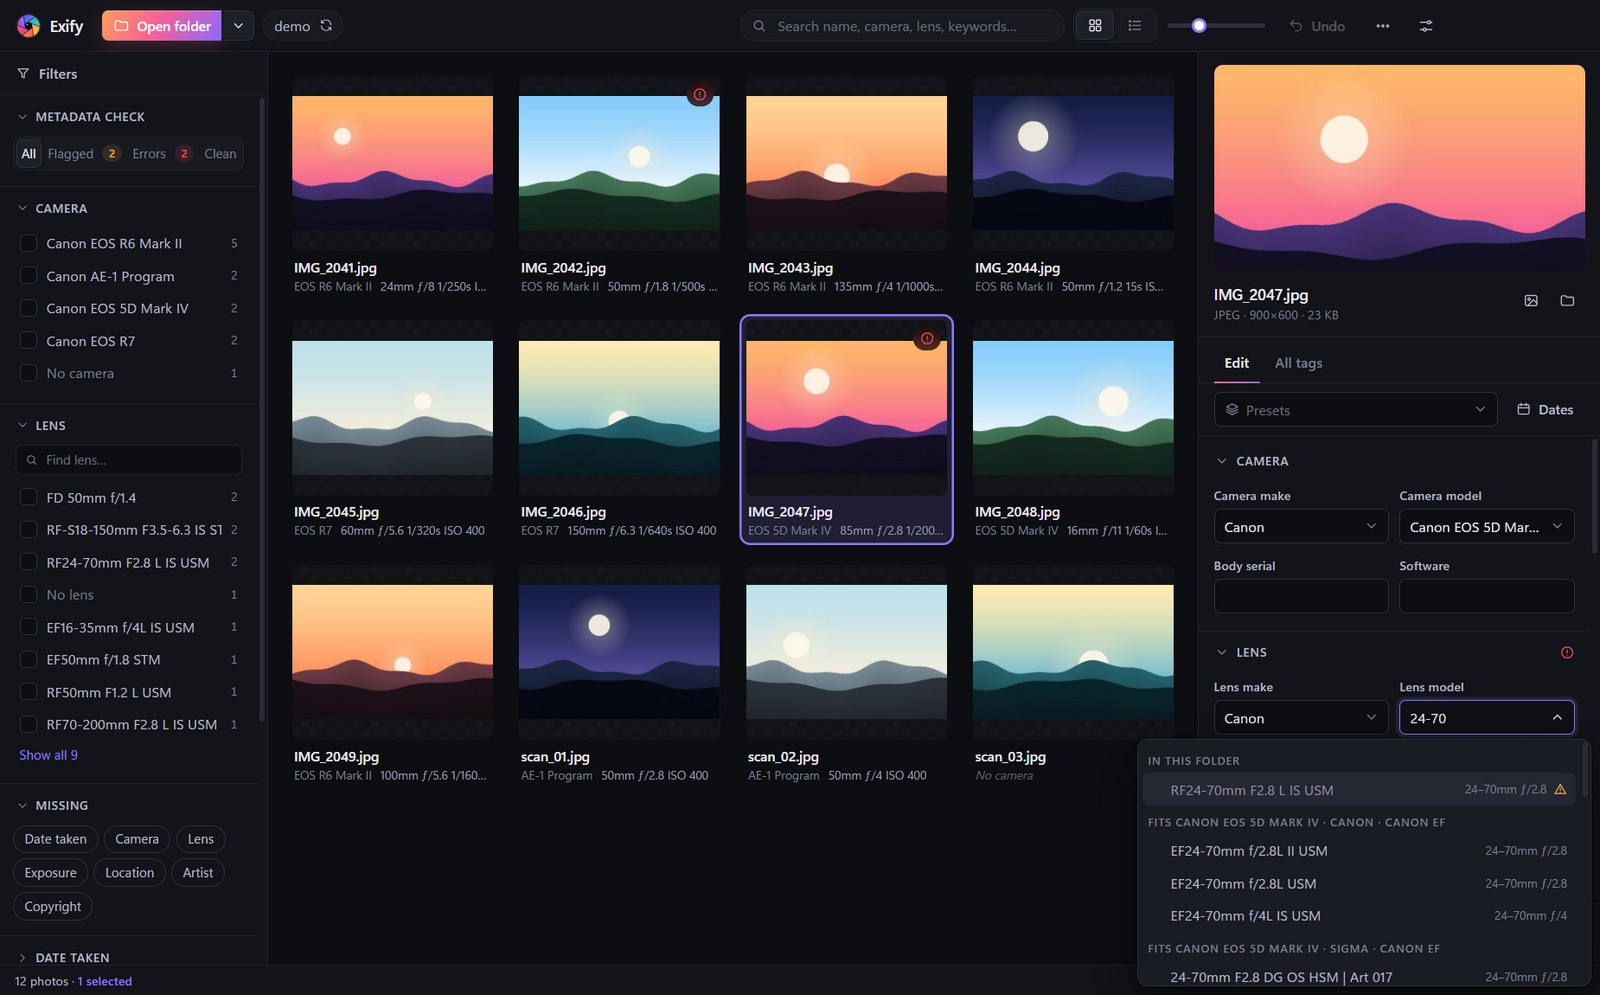 Exify
Open folder
demo
Search name, camera, lens, keywords...
Undo
Filters
METADATA CHECK
All Flagged 2 Errors 2 Clean
CAMERA
Canon EOS R6 Mark II 5
Canon AE-1 Program 2
Canon EOS 5D Mark IV 2
Canon EOS R7 2
No camera 1
LENS
Find lens...
FD 50mm f/1.4 2
RF-S18-150mm F3.5-6.3 IS ST 2
RF24-70mm F2.8 L IS USM 2
No lens 1
EF16-35mm f/4L IS USM 1
EF50mm f/1.8 STM 1
RF50mm F1.2 L USM 1
RF70-200mm F2.8 L IS USM 1
Show all 9
MISSING
Date taken Camera Lens
Exposure Location Artist
Copyright
DATE TAKEN
12 photos · 1 selected
IMG_2041.jpg
EOS R6 Mark II 24mm ƒ/8 1/250s I...
IMG_2042.jpg
EOS R6 Mark II 50mm ƒ/1.8 1/500s ...
IMG_2043.jpg
EOS R6 Mark II 135mm ƒ/4 1/1000s...
IMG_2044.jpg
EOS R6 Mark II 50mm ƒ/1.2 15s IS...
IMG_2045.jpg
EOS R7 60mm ƒ/5.6 1/320s ISO 400
IMG_2046.jpg
EOS R7 150mm ƒ/6.3 1/640s ISO 400
IMG_2047.jpg
EOS 5D Mark IV 85mm ƒ/2.8 1/200...
IMG_2048.jpg
EOS 5D Mark IV 16mm ƒ/11 1/60s I...
IMG_2049.jpg
EOS R6 Mark II 100mm ƒ/5.6 1/160...
scan_01.jpg
AE-1 Program 50mm ƒ/2.8 ISO 400
scan_02.jpg
AE-1 Program 50mm ƒ/4 ISO 400
scan_03.jpg
No camera
IMG_2047.jpg
JPEG · 900×600 · 23 KB
Edit All tags
Presets
Dates
CAMERA
Camera make Camera model
Canon Canon EOS 5D Mar...
Body serial Software
LENS
Lens make Lens model
Canon 24-70
IN THIS FOLDER
RF24-70mm F2.8 L IS USM 24–70mm ƒ/2.8
FITS CANON EOS 5D MARK IV · CANON · CANON EF
EF24-70mm f/2.8L II USM 24–70mm ƒ/2.8
EF24-70mm f/2.8L USM 24–70mm ƒ/2.8
EF24-70mm f/4L IS USM 24–70mm ƒ/4
FITS CANON EOS 5D MARK IV · SIGMA · CANON EF
24-70mm F2.8 DG OS HSM | Art 017 24–70mm ƒ/2.8